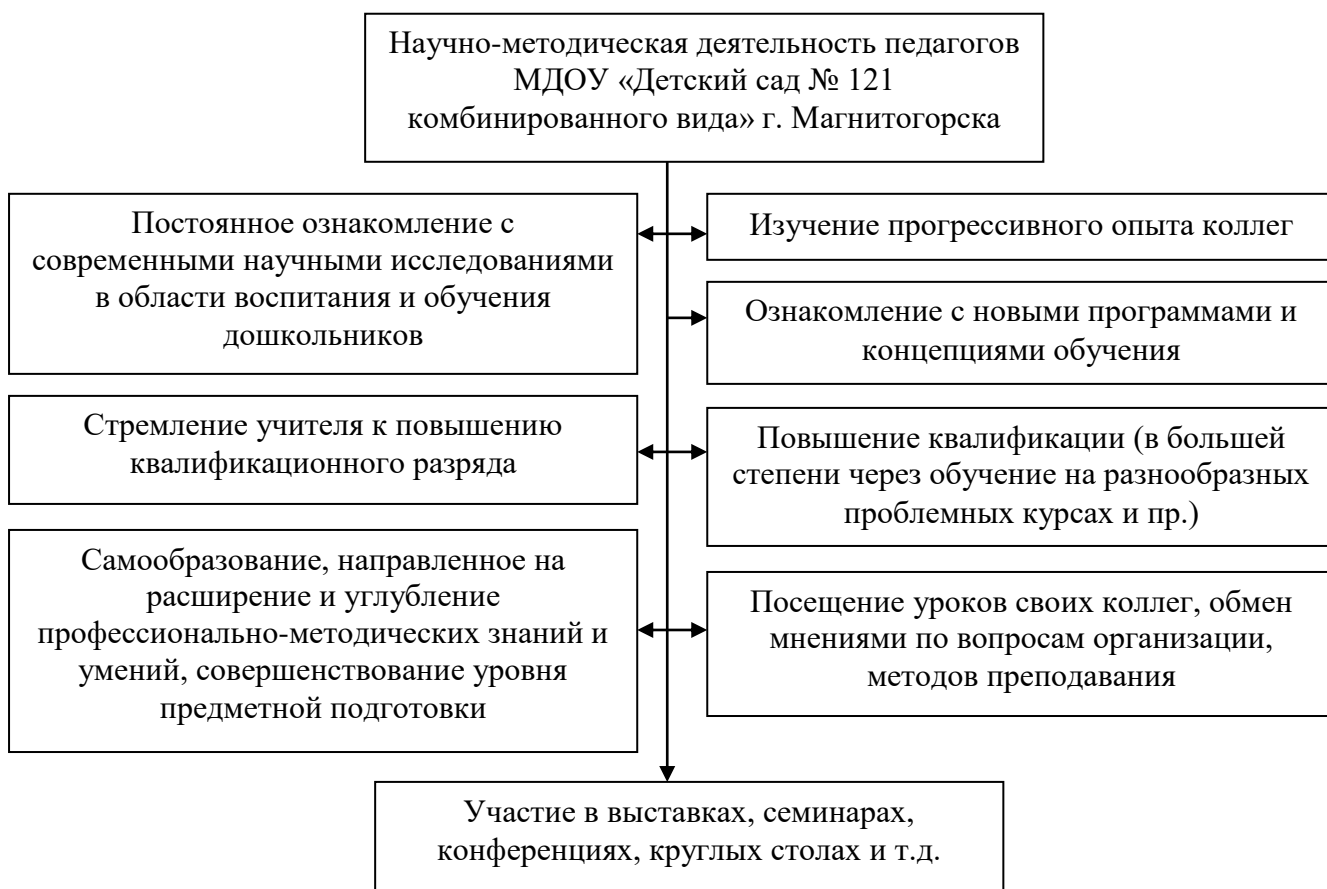 Научно-методическая деятельность педагогов
МДОУ «Детский сад № 121
комбинированного вида» г. Магнитогорска
Постоянное ознакомление с
современными научными исследованиями
в области воспитания и обучения
дошкольников
Изучение прогрессивного опыта коллег
Ознакомление с новыми программами и
концепциями обучения
Стремление учителя к повышению
квалификационного разряда
Повышение квалификации (в большей
степени через обучение на разнообразных
проблемных курсах и пр.)
Самообразование, направленное на
расширение и углубление
профессионально-методических знаний и
умений, совершенствование уровня
предметной подготовки
Посещение уроков своих коллег, обмен
мнениями по вопросам организации,
методов преподавания
Участие в выставках, семинарах,
конференциях, круглых столах и т.д.